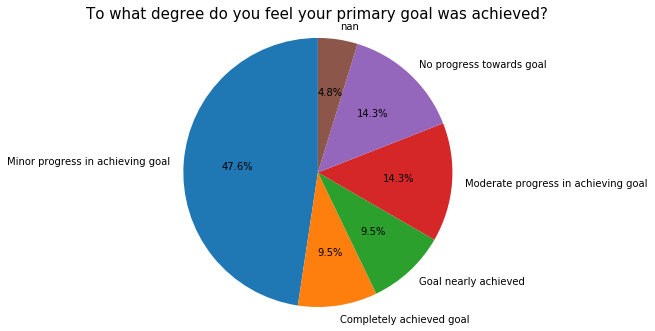 To what degree do you feel your primary goal was achieved?
nan
No progress towards goal
4.8%
14.3%
Minor progress in achieving goal
47.6%
14.3%
Moderate progress in achieving goal
9.5%
9.5%
Goal nearly achieved
Completely achieved goal